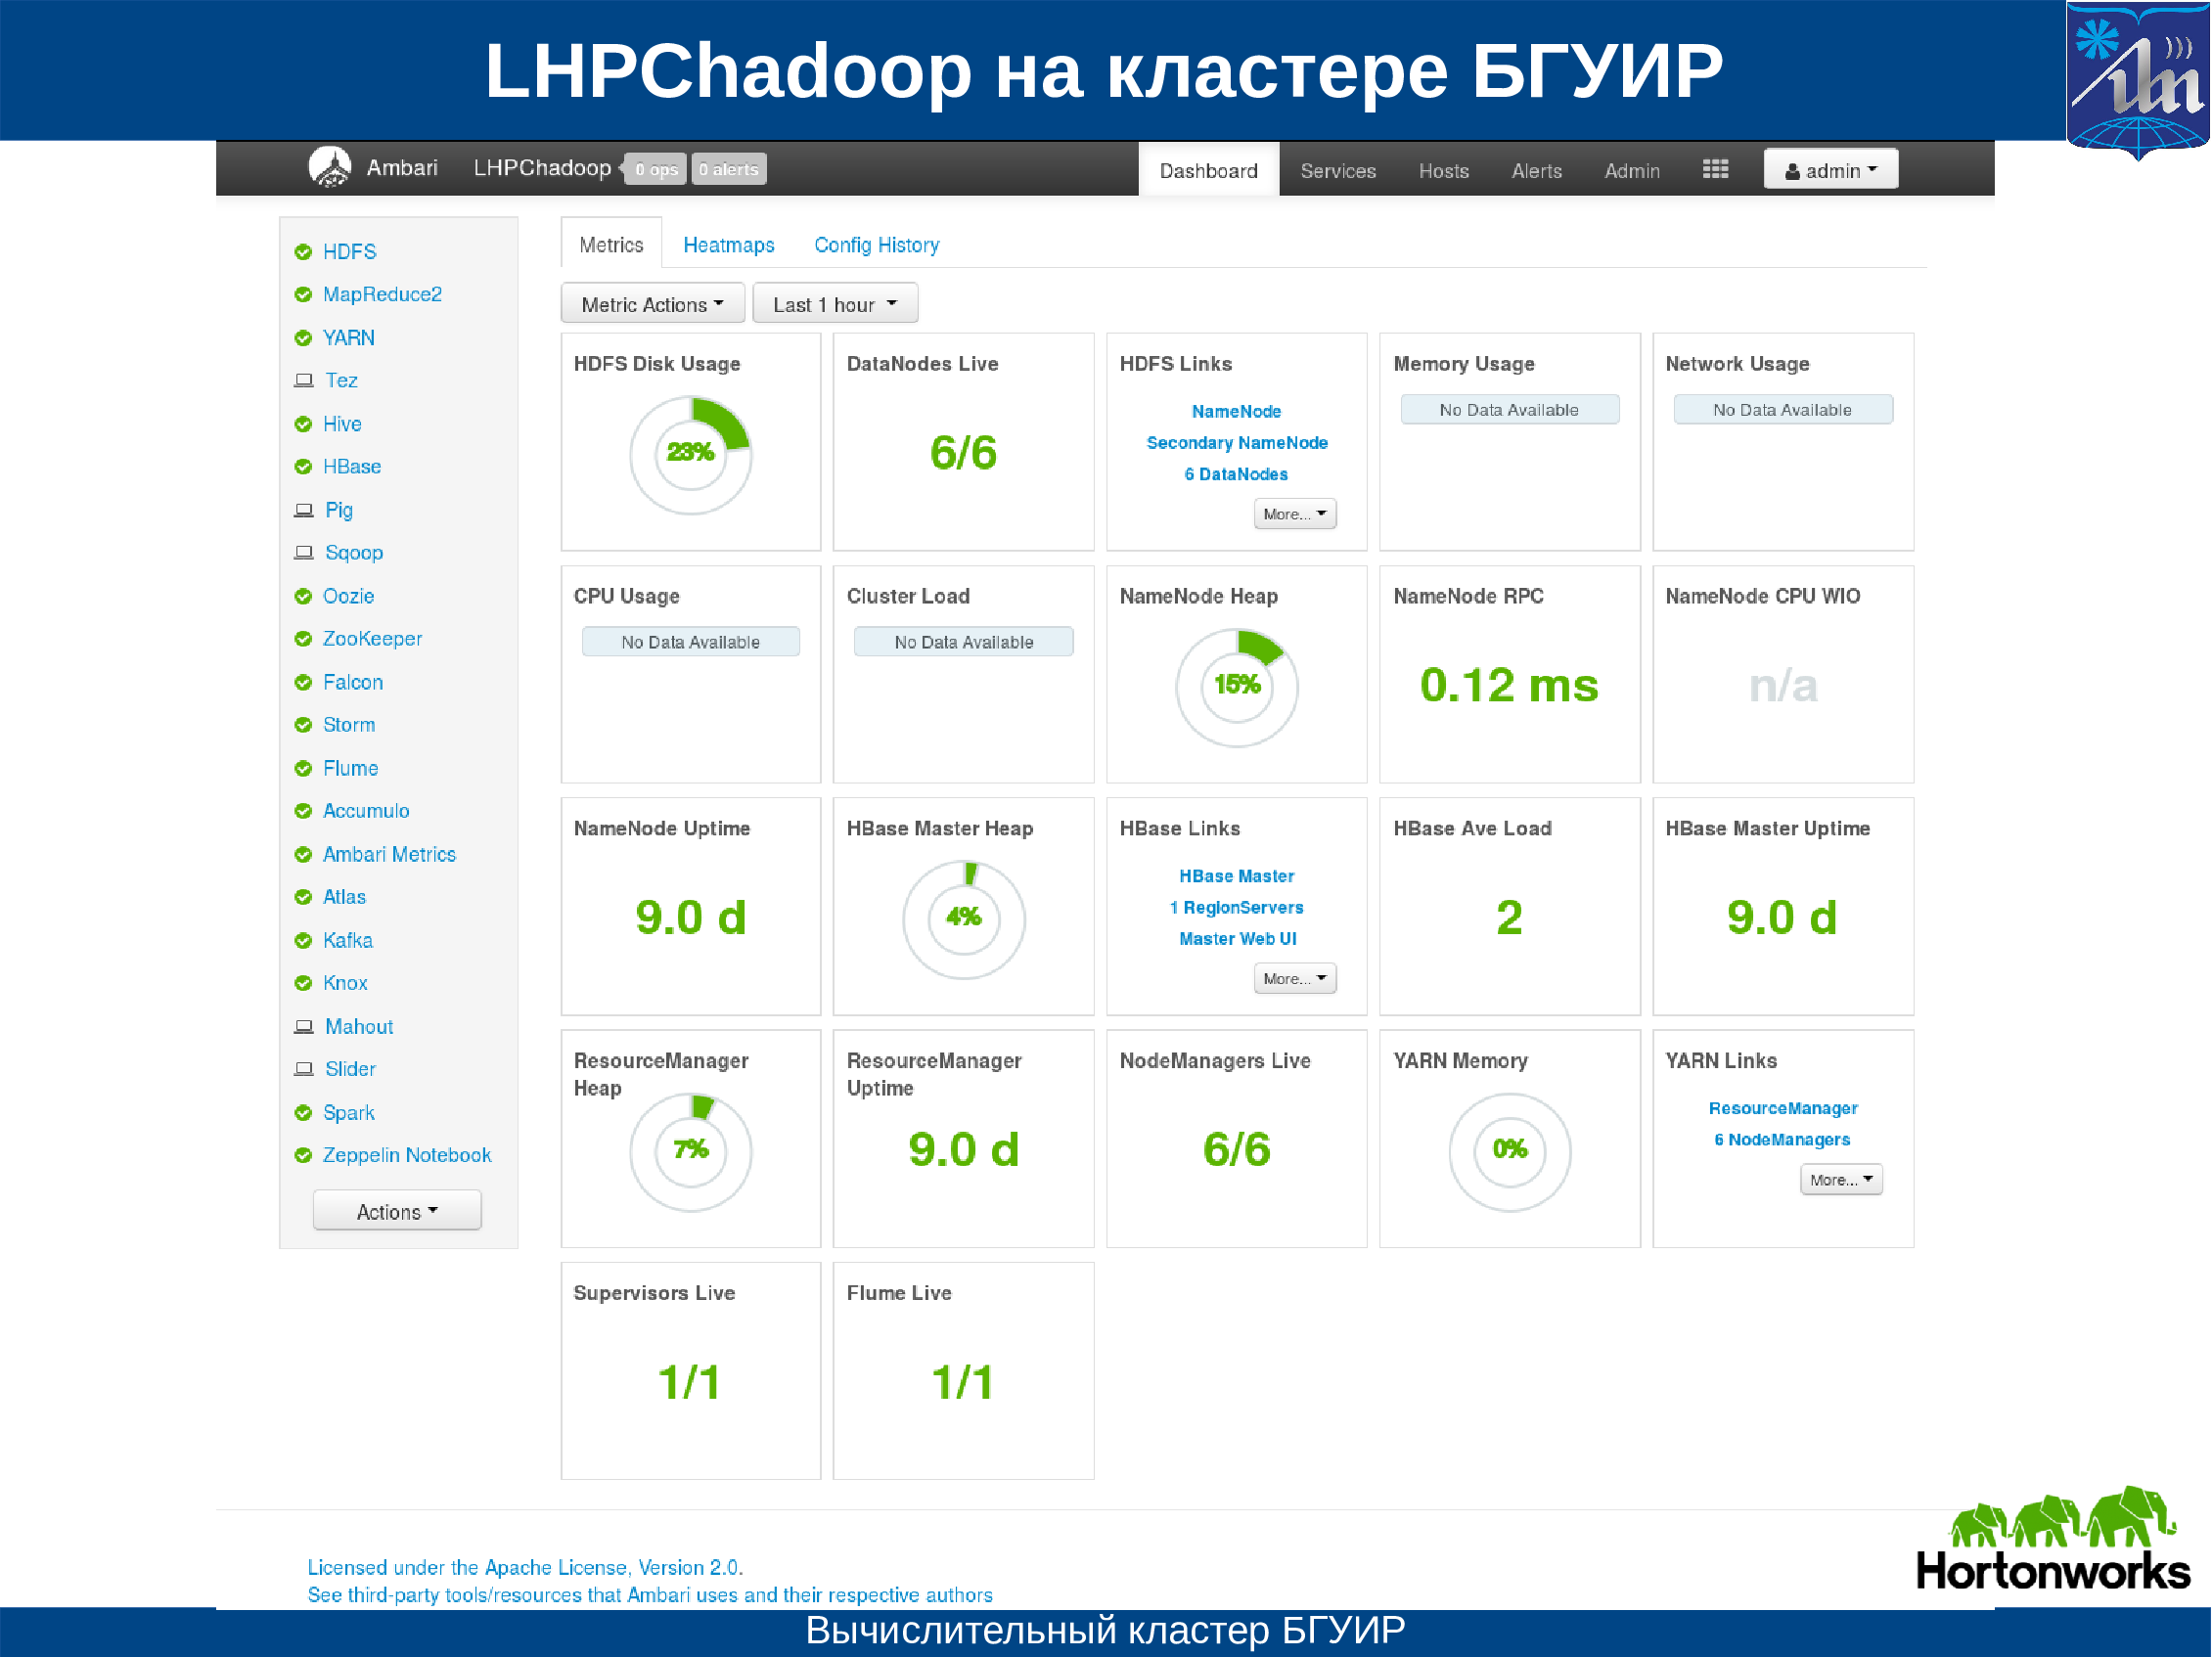 LHPChadoop на кластере БГУИР
Ambari LHPChadoop 0 ops 0 alerts Dashboard Services Hosts Alerts Admin admin
HDFS
MapReduce2
YARN
Tez
Hive
HBase
Pig
Sqoop
Oozie
ZooKeeper
Falcon
Storm
Flume
Accumulo
Ambari Metrics
Atlas
Kafka
Knox
Mahout
Slider
Spark
Zeppelin Notebook
Actions
Metrics Heatmaps Config History
Metric Actions Last 1 hour
HDFS Disk Usage
23%
DataNodes Live
6/6
HDFS Links
NameNode
Secondary NameNode
6 DataNodes
More...
Memory Usage
No Data Available
Network Usage
No Data Available
CPU Usage
No Data Available
Cluster Load
No Data Available
NameNode Heap
15%
NameNode RPC
0.12 ms
NameNode CPU WIO
n/a
NameNode Uptime
9.0 d
HBase Master Heap
4%
HBase Links
HBase Master
1 RegionServers
Master Web UI
More...
HBase Ave Load
2
HBase Master Uptime
9.0 d
ResourceManager
Heap
7%
ResourceManager
Uptime
9.0 d
NodeManagers Live
6/6
YARN Memory
0%
YARN Links
ResourceManager
6 NodeManagers
More...
Supervisors Live
1/1
Flume Live
1/1
Licensed under the Apache License, Version 2.0.
See third-party tools/resources that Ambari uses and their respective authors
Hortonworks
Вычислительный кластер БГУИР